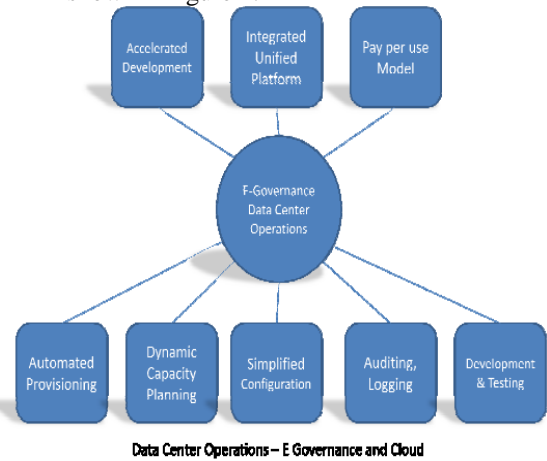 Accelerated
Development
Integrated
Unified
Platform
Pay per use
Model
E-Governance
Data Center
Operations
Automated
Provisioning
Dynamic
Capacity
Planning
Simplified
Configuration
Auditing,
Logging
Development
& Testing
Data Center Operations – E Governance and Cloud